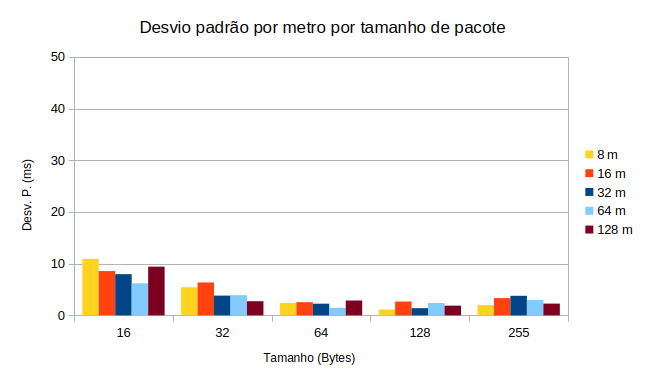 Desvio padrão por metro por tamanho de pacote
50
40
30
20
10
0
Desv. P. (ms)
16 32 64 128 255
Tamanho (Bytes)
8 m
16 m
32 m
64 m
128 m